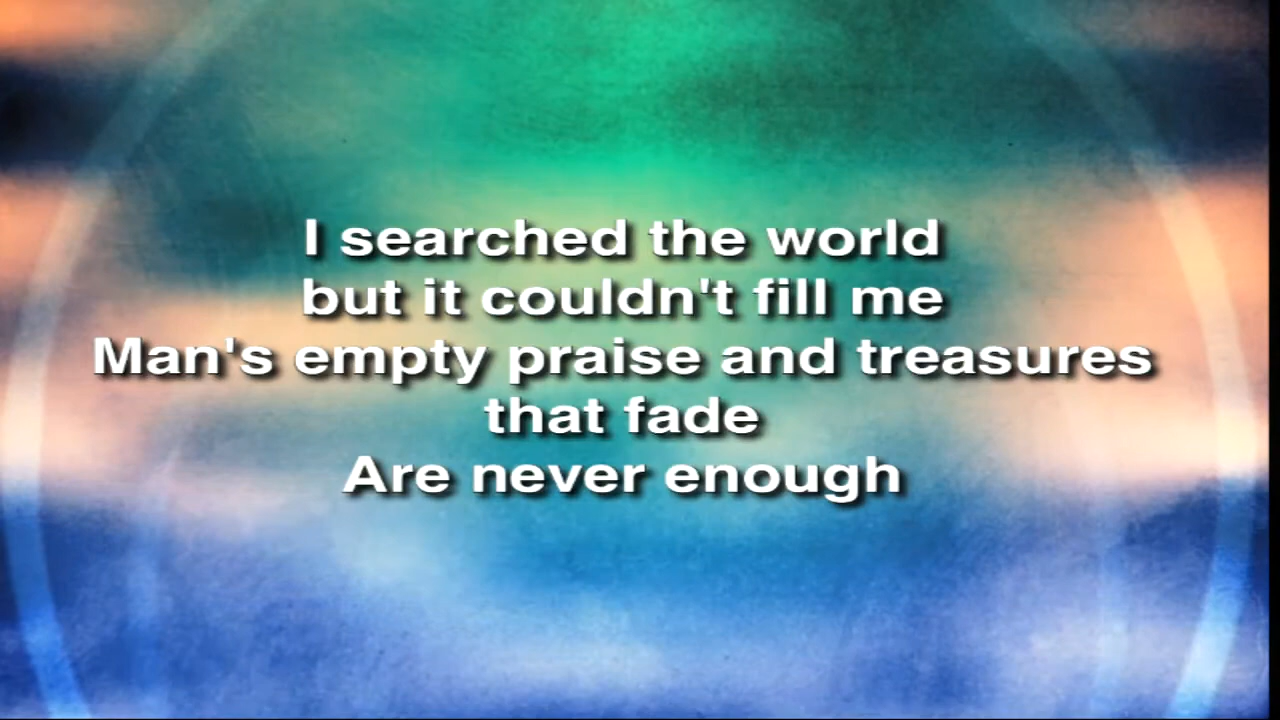 I searched the world
but it couldn't fill me
Man's empty praise and treasures
that fade
Are never enough